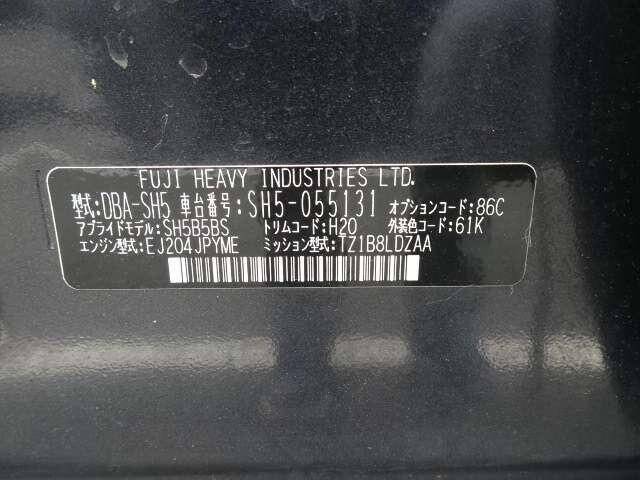 FUJI HEAVY INDUSTRIES LTD.
型式:DBA-SH5 車台番号:SH5-055131 オプションコード:86C
アプライドモデル:SH5B5BS トリムコード:H20 外装色コード:61K
エンジン型式:EJ204JPYME ミッション型式:TZ1B8LDZAA